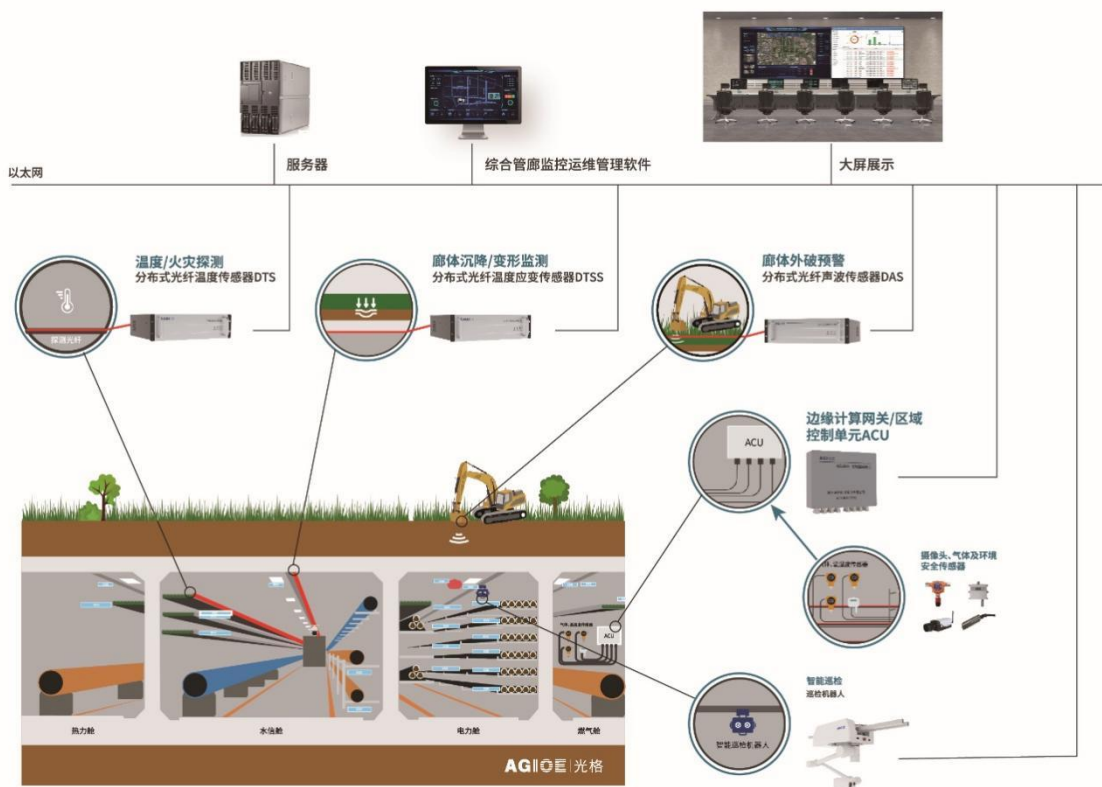 服务器
综合管廊监控运维管理软件
大屏展示
以太网
温度/火灾探测
分布式光纤温度传感器DTS
廊体沉降/变形监测
分布式光纤温度应变传感器DTSS
廊体外破预警
分布式光纤声波传感器DAS
探测光纤
边缘计算网关/区域
控制单元ACU
ACU
摄像头、气体及环境
安全传感器
ACU
智能巡检
巡检机器人
智能巡检机器人
热力舱
水信舱
电力舱
燃气舱
AGIOE|光格